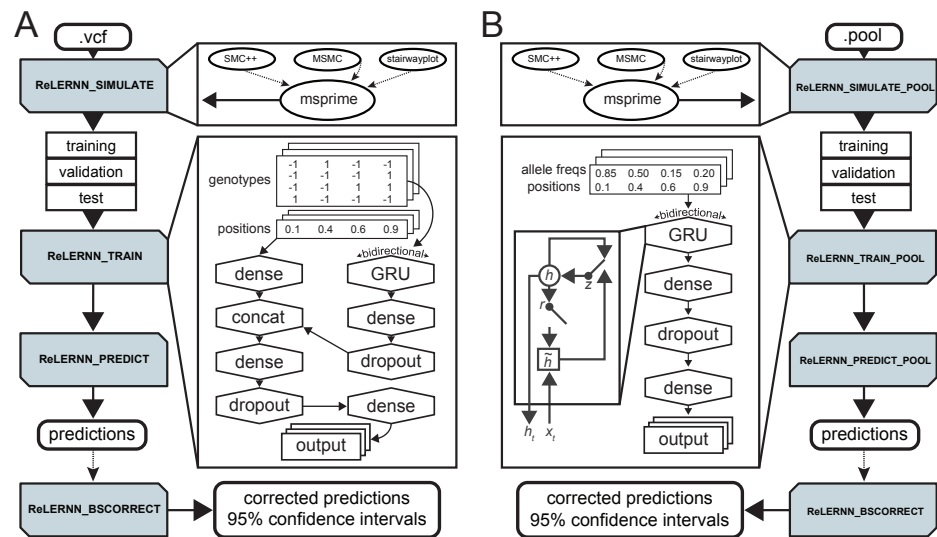 A
.vcf
ReLERNN_SIMULATE
SMC++
MSMC
stairwayplot
msprime
training
validation
test
ReLERNN_TRAIN
genotypes
-1 1 -1 -1
-1 -1 1 1
-1 -1 1 -1
1 -1 -1 -1
positions
0.1 0.4 0.6 0.9
bidirectional
dense
GRU
concat
dense
dense
dropout
dropout
dense
output
ReLERNN_PREDICT
predictions
ReLERNN_BSCORRECT
corrected predictions
95% confidence intervals
B
.pool
SMC++
MSMC
stairwayplot
msprime
ReLERNN_SIMULATE_POOL
training
validation
test
allele freqs
0.85 0.50 0.15 0.20
positions
0.1 0.4 0.6 0.9
bidirectional
GRU
dense
dropout
dense
output
h
z
r
h̃
hₜ
xₜ
ReLERNN_TRAIN_POOL
ReLERNN_PREDICT_POOL
predictions
ReLERNN_BSCORRECT
corrected predictions
95% confidence intervals